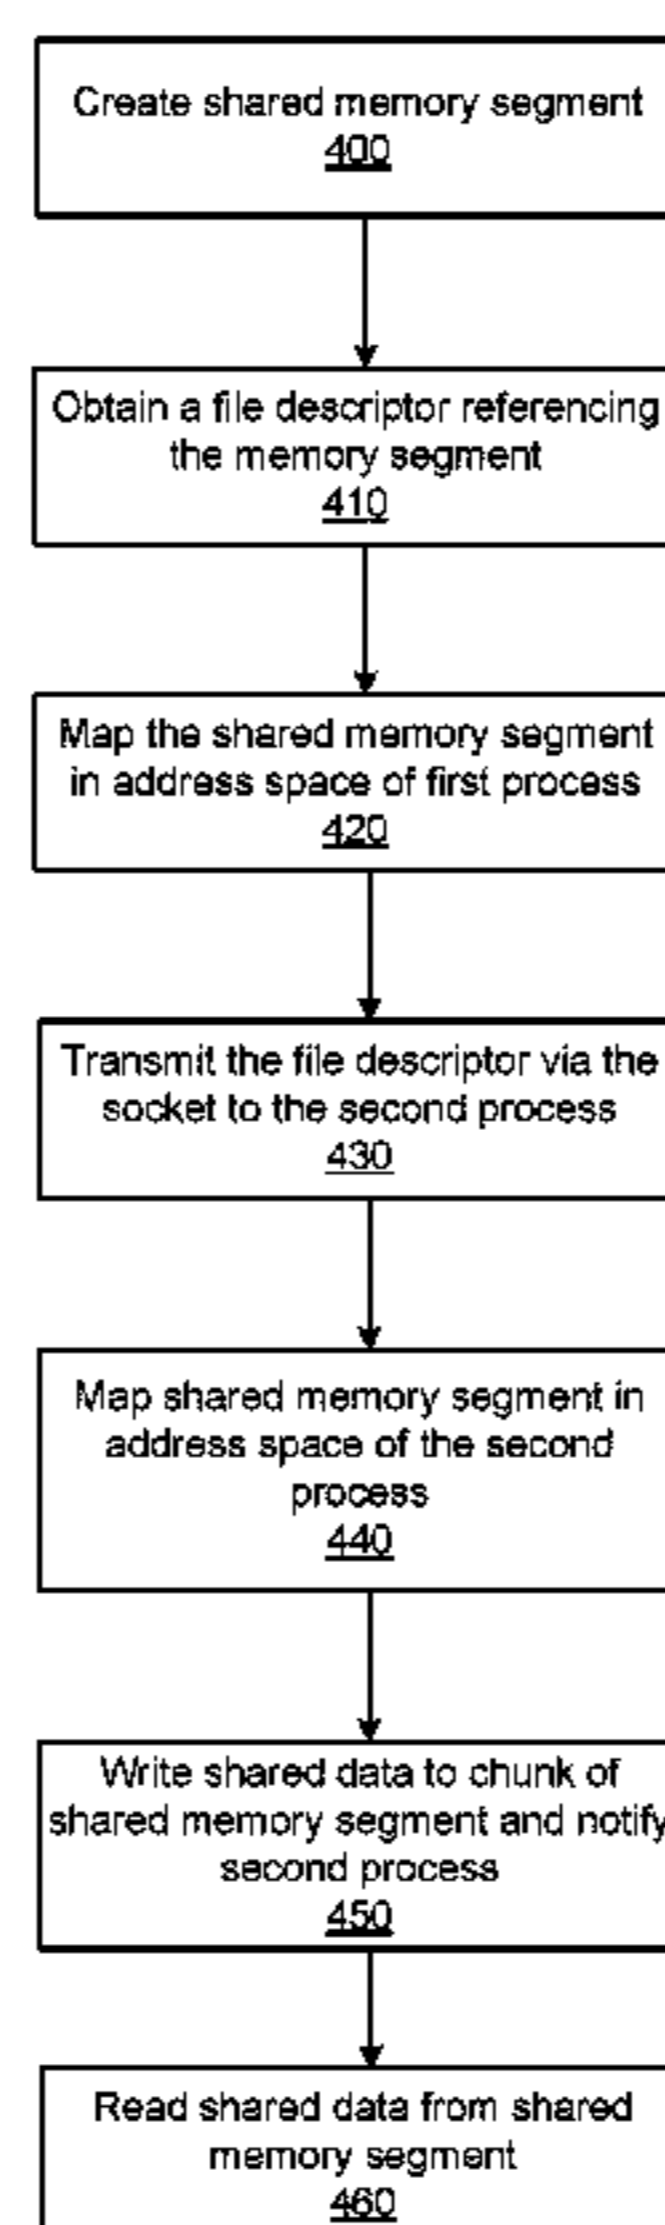 Create shared memory segment
400
Obtain a file descriptor referencing
the memory segment
410
Map the shared memory segment
in address space of first process
420
Transmit the file descriptor via the
socket to the second process
430
Map shared memory segment in
address space of the second
process
440
Write shared data to chunk of
shared memory segment and notify
second process
450
Read shared data from shared
memory segment
460